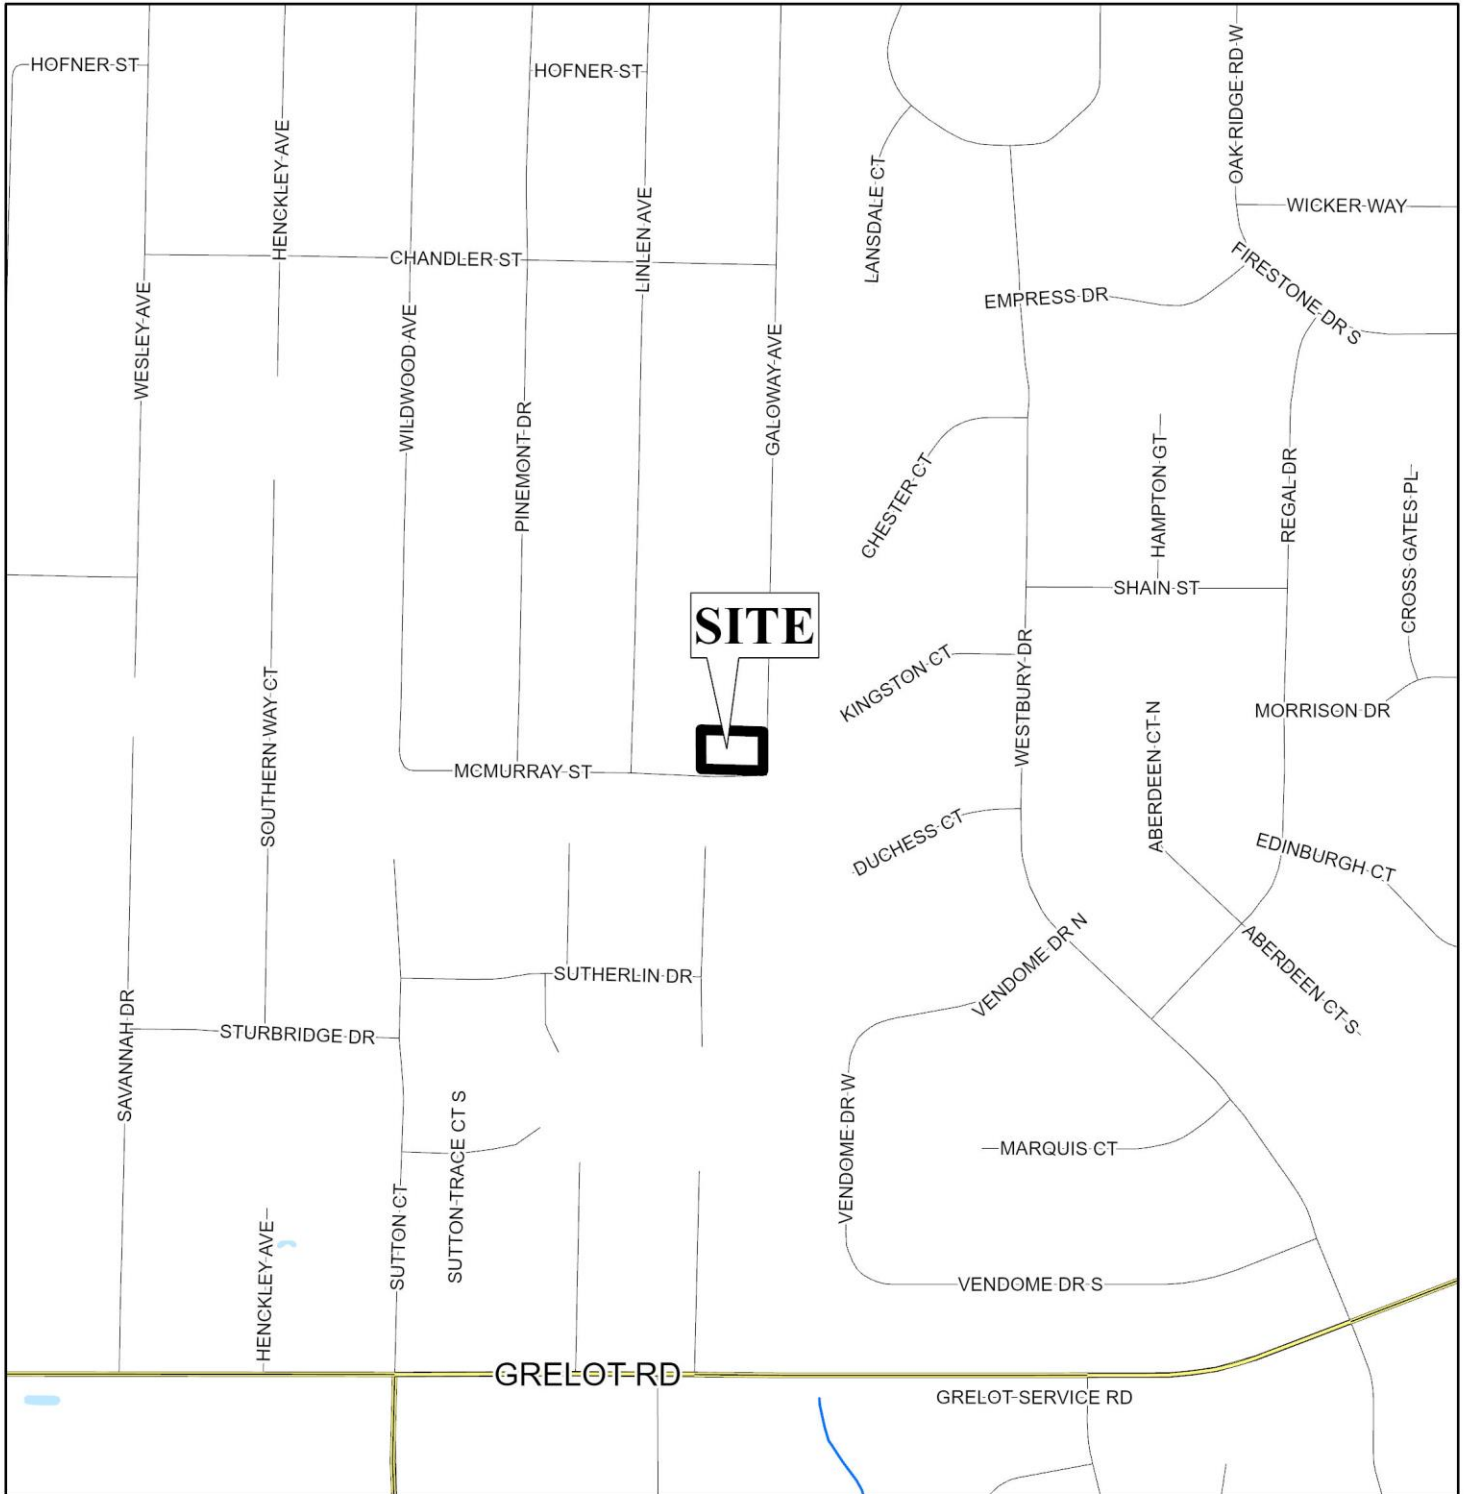 HOFNER ST
HOFNER ST
OAK RIDGE RD W
HENCKLEY AVE
LANSDALE CT
LINLEN AVE
WICKER WAY
CHANDLER ST
FIRESTONE DR S
EMPRESS DR
WESLEY AVE
WILDWOOD AVE
GALOWAY AVE
PINEMONT DR
CHESTER CT
HAMPTON GT
REGAL DR
CROSS GATES PL
SHAIN ST
SITE
KINGSTON CT
WESTBURY DR
SOUTHERN WAY CT
ABERDEEN CT N
MORRISON DR
MCMURRAY ST
DUCHESS CT
EDINBURGH CT
VENDOME DR N
ABERDEEN CT S
SUTHERLIN DR
SAVANNAH DR
STURBRIDGE DR
VENDOME DR W
SUTTON TRACE CT S
MARQUIS CT
SUTTON CT
HENCKLEY AVE
VENDOME DR S
GRELOT RD
GRELOT SERVICE RD